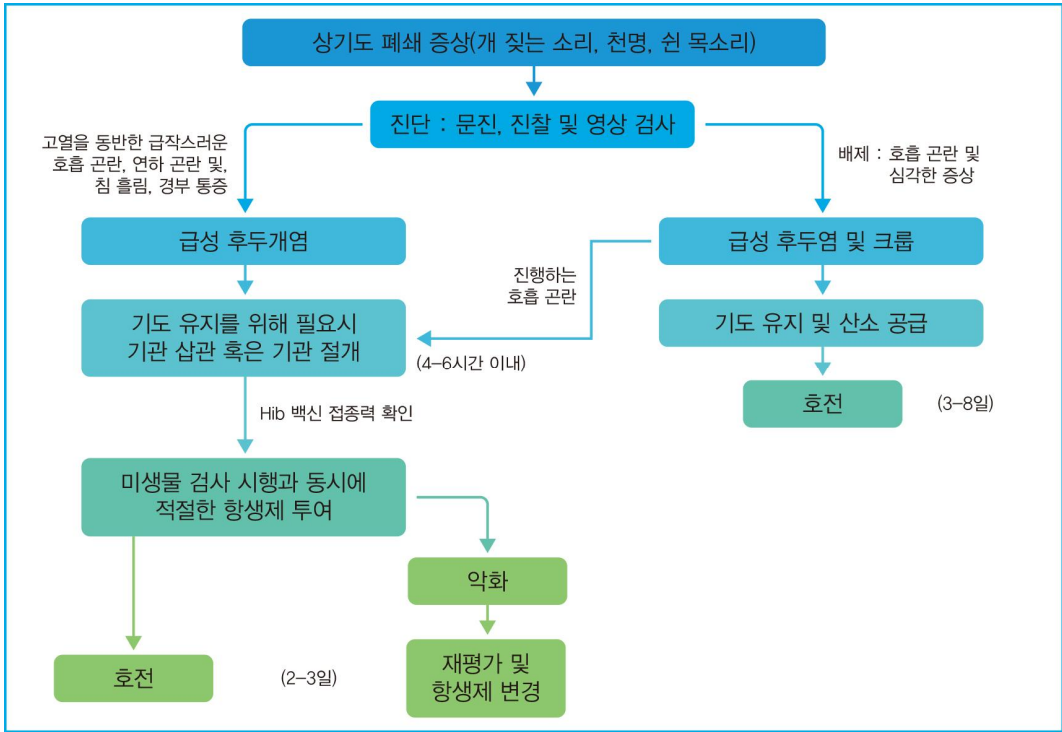 상기도 폐쇄 증상(개 짖는 소리, 천명, 쉰 목소리)
진단 : 문진, 진찰 및 영상 검사
고열을 동반한 급작스러운
호흡 곤란, 연하 곤란 및,
침 흘림, 경부 통증
배제 : 호흡 곤란 및
심각한 증상
급성 후두개염
급성 후두염 및 크룹
진행하는
호흡 곤란
기도 유지를 위해 필요시
기관 삽관 혹은 기관 절개
(4–6시간 이내)
기도 유지 및 산소 공급
호전
(3–8일)
Hib 백신 접종력 확인
미생물 검사 시행과 동시에
적절한 항생제 투여
악화
호전
(2–3일)
재평가 및
항생제 변경